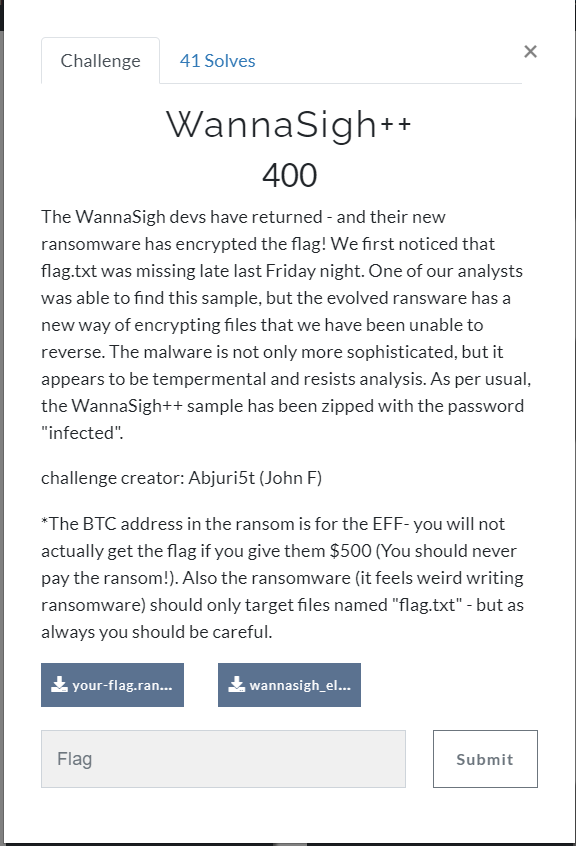 Challenge
41 Solves
×
WannaSigh++
400
The WannaSigh devs have returned - and their new
ransomware has encrypted the flag! We first noticed that
flag.txt was missing late last Friday night. One of our analysts
was able to find this sample, but the evolved ransware has a
new way of encrypting files that we have been unable to
reverse. The malware is not only more sophisticated, but it
appears to be tempermental and resists analysis. As per usual,
the WannaSigh++ sample has been zipped with the password
"infected".
challenge creator: Abjuri5t (John F)
*The BTC address in the ransom is for the EFF- you will not
actually get the flag if you give them $500 (You should never
pay the ransom!). Also the ransomware (it feels weird writing
ransomware) should only target files named "flag.txt" - but as
always you should be careful.
your-flag.ran...
wannasigh_el...
Flag
Submit